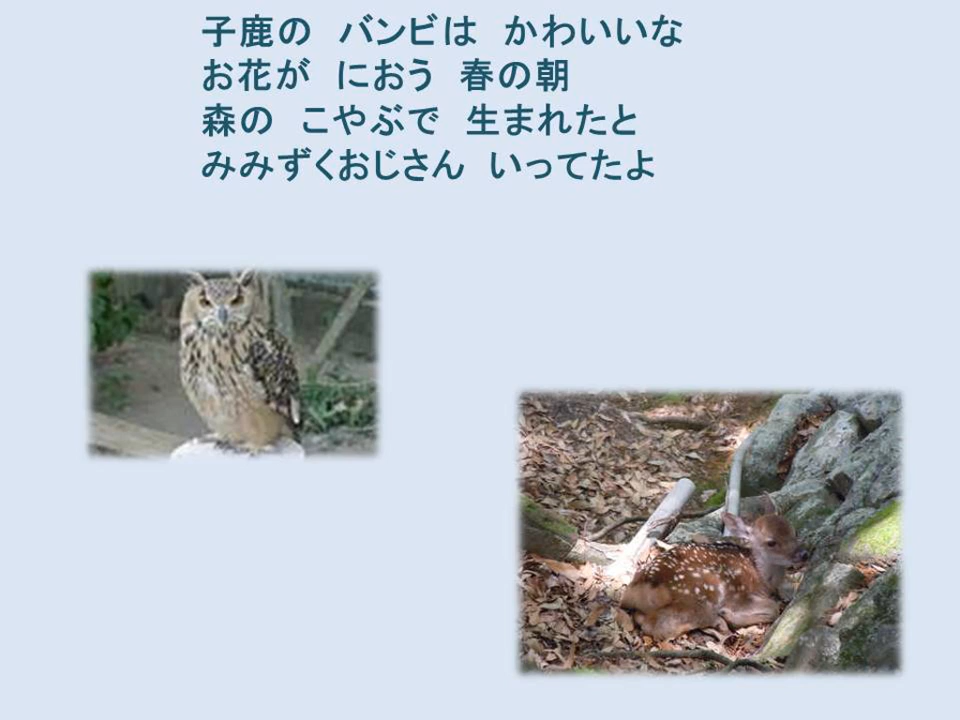 子鹿の　バンビは　かわいいな
お花が　におう　春の朝
森の　こやぶで　生まれたと
みみずくおじさん　いってたよ